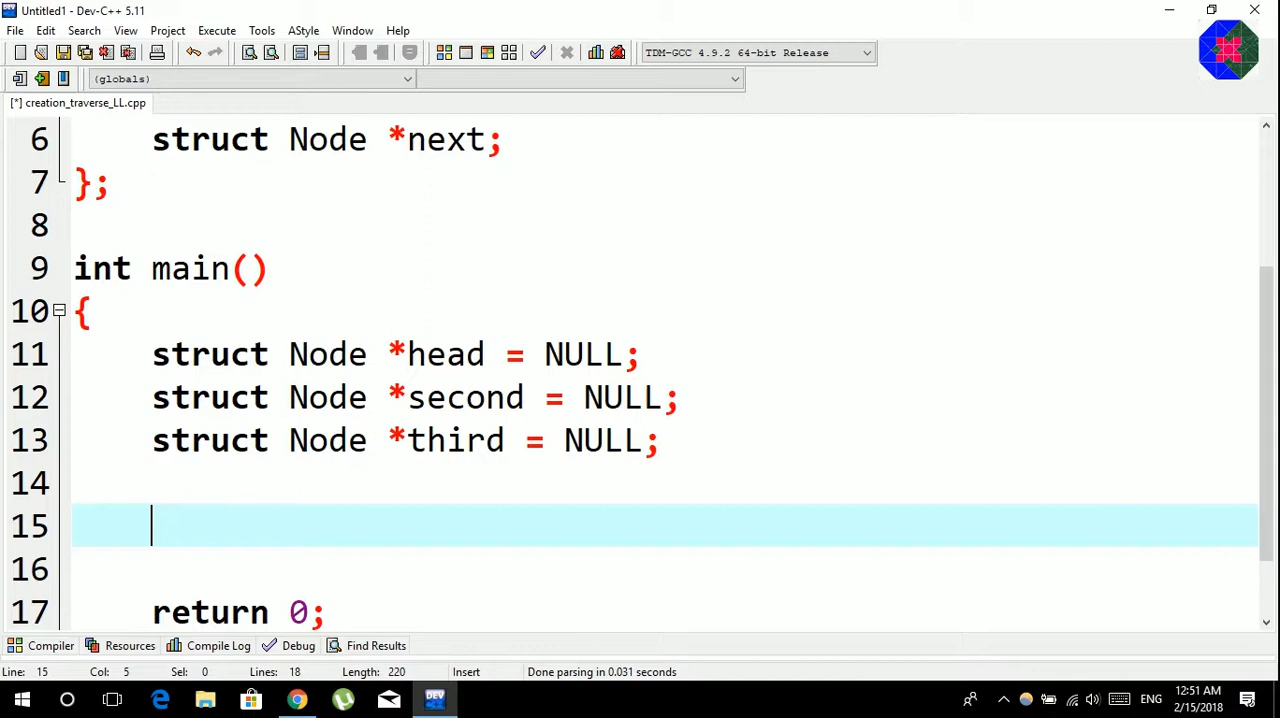 Untitled1 - Dev-C++ 5.11
File Edit Search View Project Execute Tools AStyle Window Help
TDM-GCC 4.9.2 64-bit Release
(globals)
[*] creation_traverse_LL.cpp
6 struct Node *next;
7 };
8
9 int main()
10 {
11 struct Node *head = NULL;
12 struct Node *second = NULL;
13 struct Node *third = NULL;
14
15
16
17 return 0;
Compiler Resources Compile Log Debug Find Results
Line: 15 Col: 5 Sel: 0 Lines: 18 Length: 220 Insert Done parsing in 0.031 seconds
DEV
ENG 12:51 AM
2/15/2018